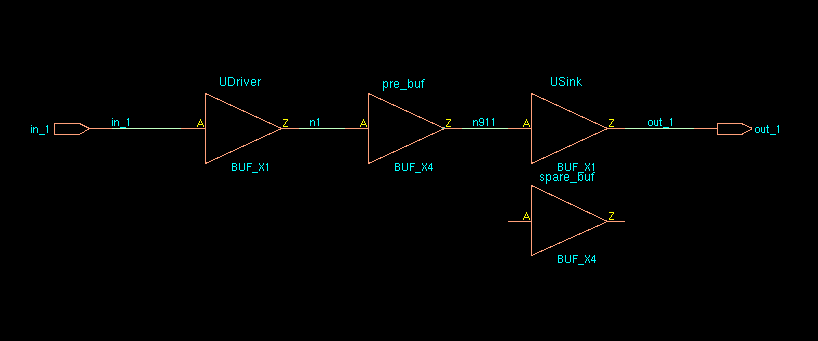 UDriver
pre_buf
USink
in_1
in_1
A
Z
n1
A
Z
n911
A
Z
out_1
out_1
BUF_X1
BUF_X4
BUF_X1
spare_buf
A
Z
BUF_X4